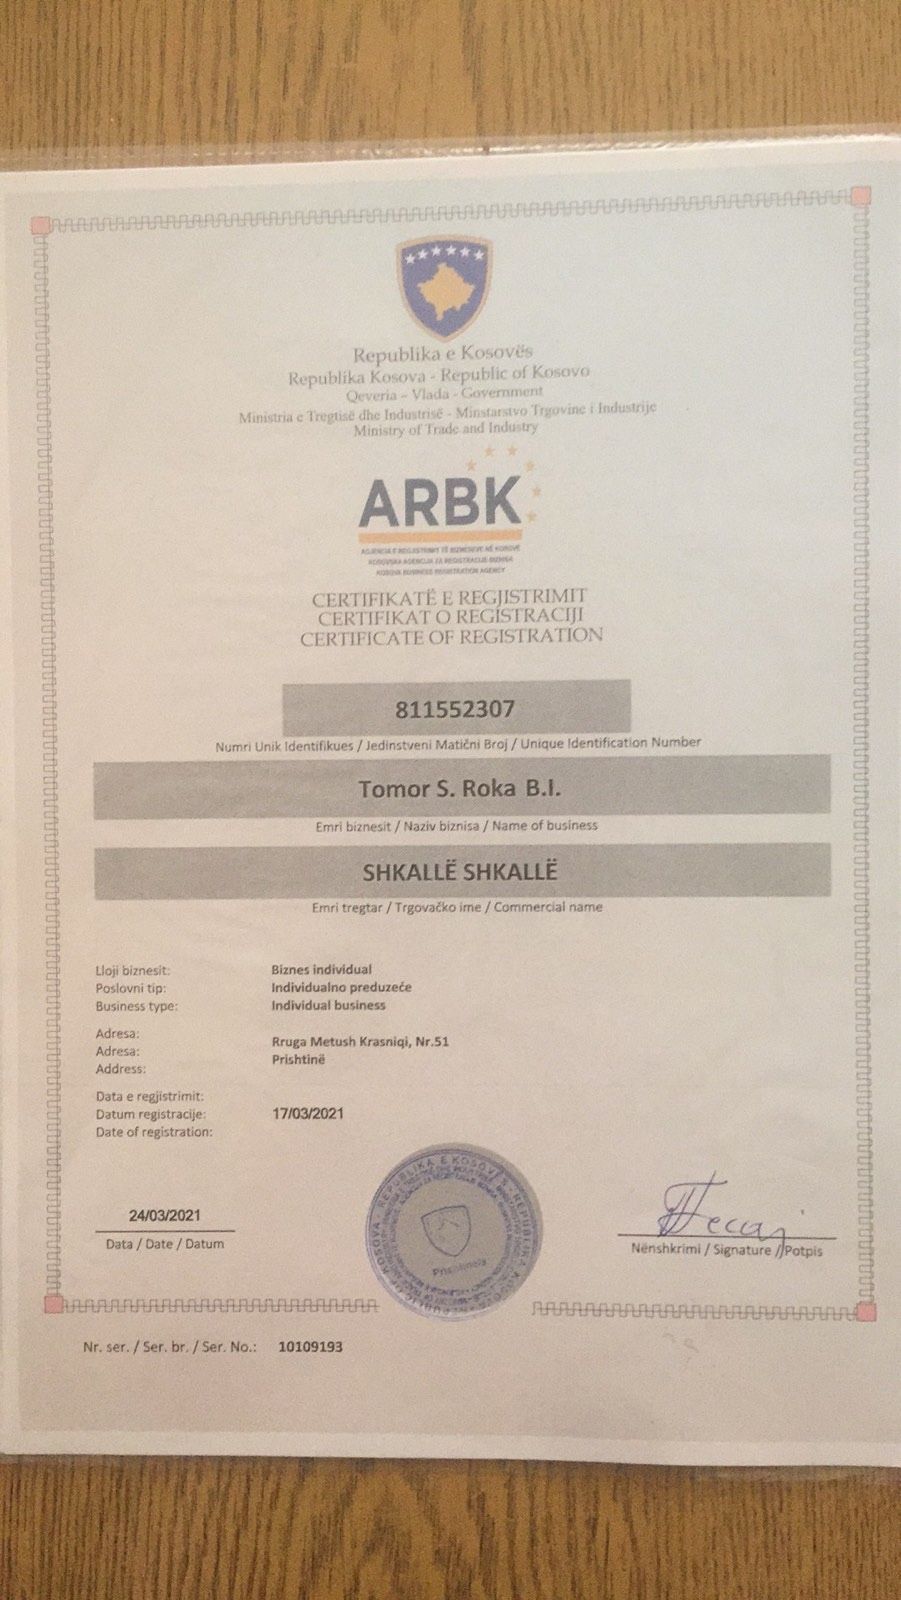 Republika e Kosovës
Republika Kosova - Republic of Kosovo
Qeveria - Vlada - Government
Ministria e Tregtisë dhe Industrisë - Minstarstvo Trgovine i Industrije
Ministry of Trade and Industry
ARBK
AGJENCIA E REGJISTRIMIT TË BIZNESEVE NË KOSOVË
KOSOVSKA AGENCIJA ZA REGISTRACIJU BIZNISA
KOSOVO BUSINESS REGISTRATION AGENCY
CERTIFIKATË E REGJISTRIMIT
CERTIFIKAT O REGISTRACIJI
CERTIFICATE OF REGISTRATION
811552307
Numri Unik Identifikues / Jedinstveni Matični Broj / Unique Identification Number
Tomor S. Roka B.I.
Emri biznesit / Naziv biznisa / Name of business
SHKALLË SHKALLË
Emri tregtar / Trgovačko ime / Commercial name
Lloji biznesit: Biznes individual
Poslovni tip: Individualno preduzeće
Business type: Individual business
Adresa:
Adresa: Rruga Metush Krasniqi, Nr.51
Address: Prishtinë
Data e regjistrimit:
Datum registracije: 17/03/2021
Date of registration:
24/03/2021
Data / Date / Datum
REPUBLIKA E KOSOVËS
Nënshkrimi / Signature / Potpis
Nr. ser. / Ser. br. / Ser. No.: 10109193